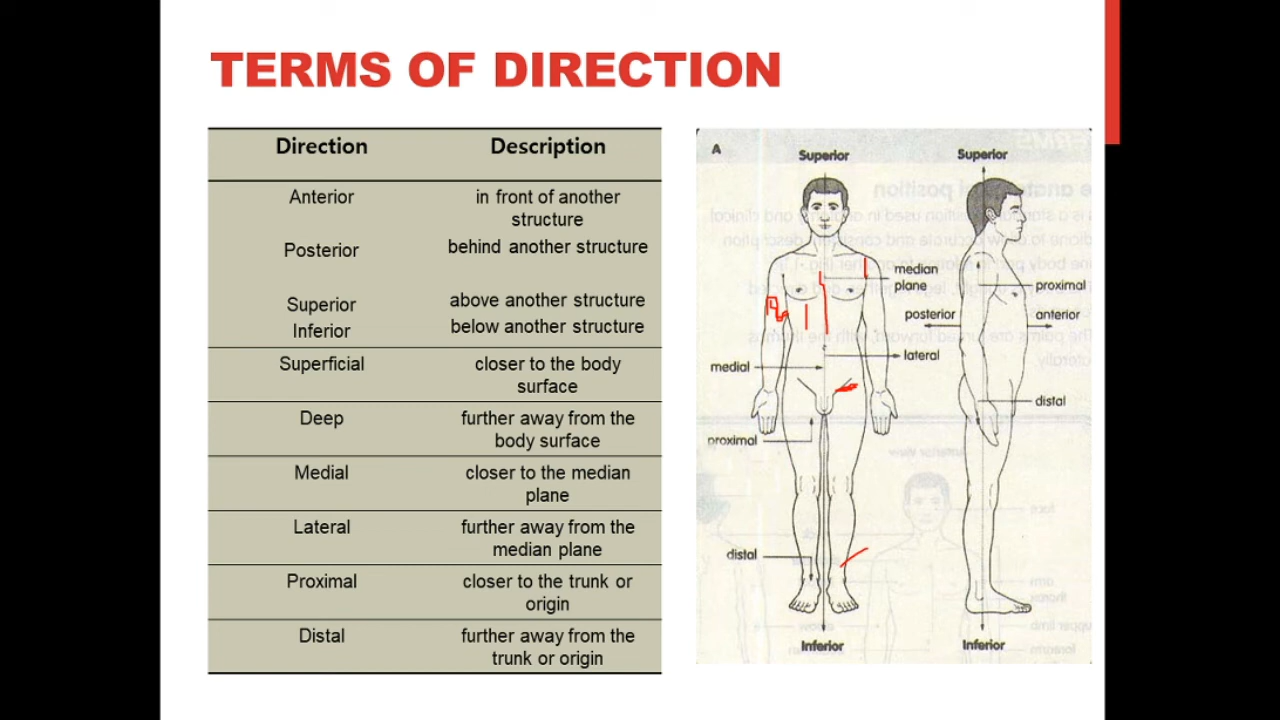 TERMS OF DIRECTION
Direction Description
Anterior in front of another
structure
Posterior behind another structure
Superior above another structure
Inferior below another structure
Superficial closer to the body
surface
Deep further away from the
body surface
Medial closer to the median
plane
Lateral further away from the
median plane
Proximal closer to the trunk or
origin
Distal further away from the
trunk or origin
A
Superior
Superior
median
plane
proximal
posterior
anterior
lateral
medial
distal
proximal
distal
Inferior
Inferior